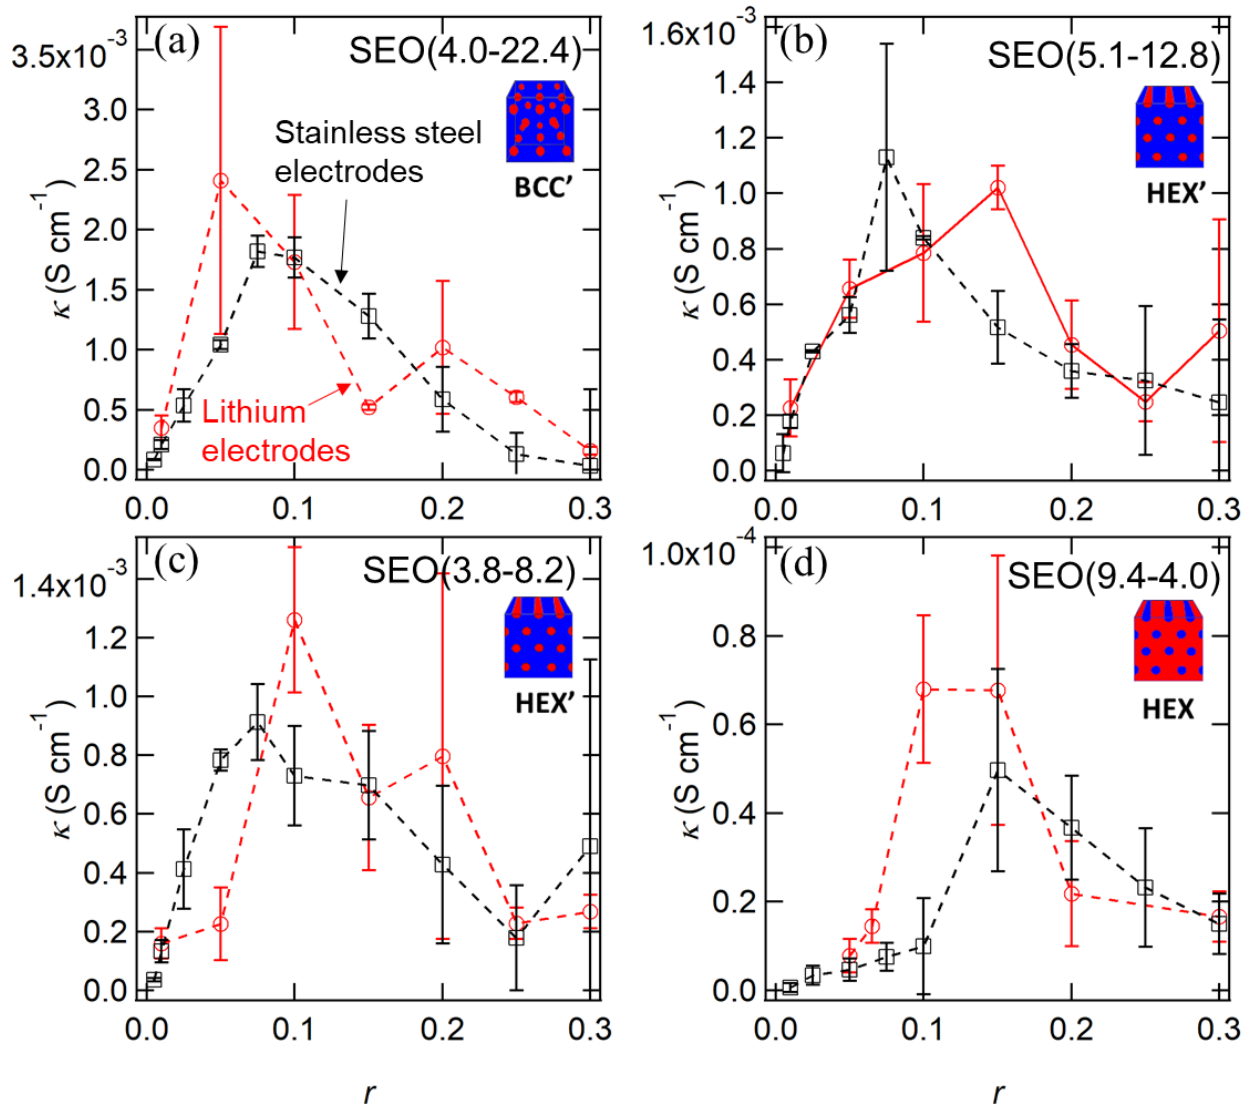 (a) SEO(4.0-22.4)
3.5x10⁻³
3.0
2.5
2.0
1.5
1.0
0.5
0.0
κ (S cm⁻¹)
Stainless steel
electrodes
BCC’
Lithium
electrodes
0.0 0.1 0.2 0.3
(b) SEO(5.1-12.8)
1.6x10⁻³
1.4
1.2
1.0
0.8
0.6
0.4
0.2
0.0
κ (S cm⁻¹)
HEX’
0.0 0.1 0.2 0.3
(c) SEO(3.8-8.2)
1.4x10⁻³
1.2
1.0
0.8
0.6
0.4
0.2
0.0
κ (S cm⁻¹)
HEX’
0.0 0.1 0.2 0.3
r
(d) SEO(9.4-4.0)
1.0x10⁻⁴
0.8
0.6
0.4
0.2
0.0
κ (S cm⁻¹)
HEX
0.0 0.1 0.2 0.3
r